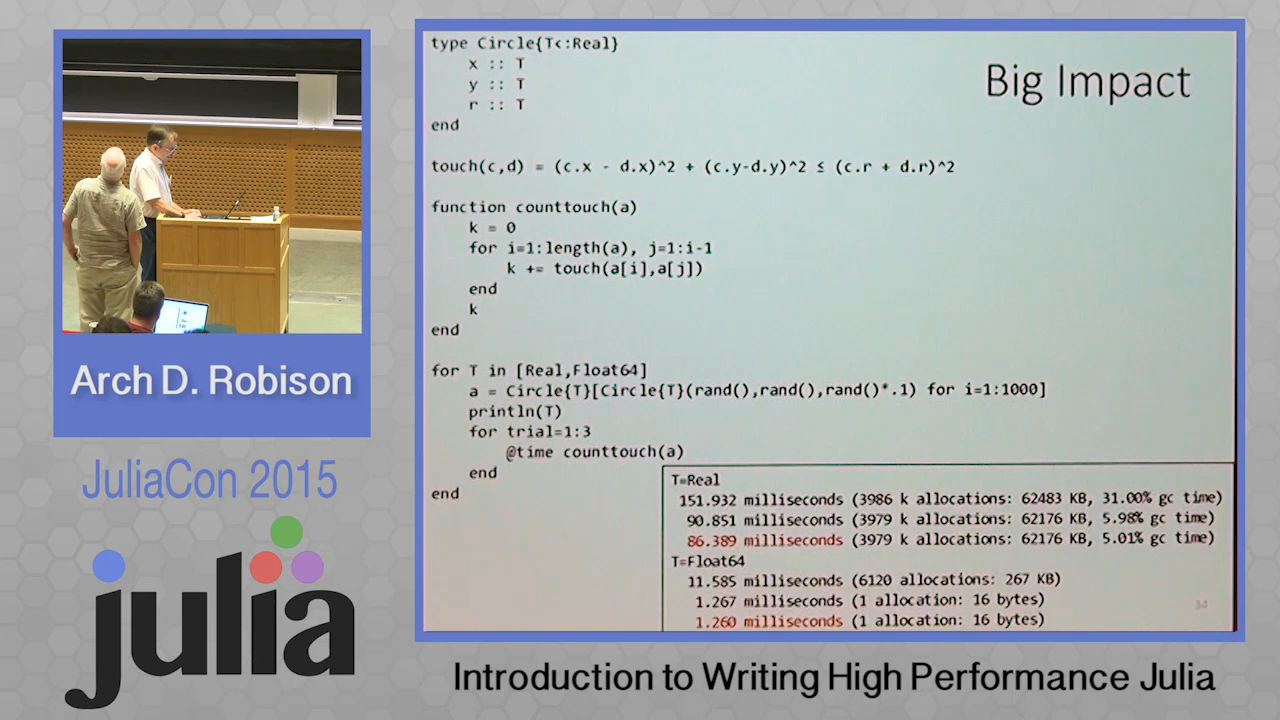 type Circle{T<:Real}
x :: T
y :: T
r :: T
end
Big Impact
touch(c,d) = (c.x - d.x)^2 + (c.y-d.y)^2 ≤ (c.r + d.r)^2
function counttouch(a)
k = 0
for i=1:length(a), j=1:i-1
k += touch(a[i],a[j])
end
k
end
for T in [Real,Float64]
a = Circle{T}[Circle{T}(rand(),rand(),rand()*.1) for i=1:1000]
println(T)
for trial=1:3
@time counttouch(a)
end
end
T=Real
151.932 milliseconds (3986 k allocations: 62483 KB, 31.00% gc time)
90.851 milliseconds (3979 k allocations: 62176 KB, 5.98% gc time)
86.389 milliseconds (3979 k allocations: 62176 KB, 5.01% gc time)
T=Float64
11.585 milliseconds (6120 allocations: 267 KB)
1.267 milliseconds (1 allocation: 16 bytes)
1.260 milliseconds (1 allocation: 16 bytes)
34
Arch D. Robison
JuliaCon 2015
julia
Introduction to Writing High Performance Julia